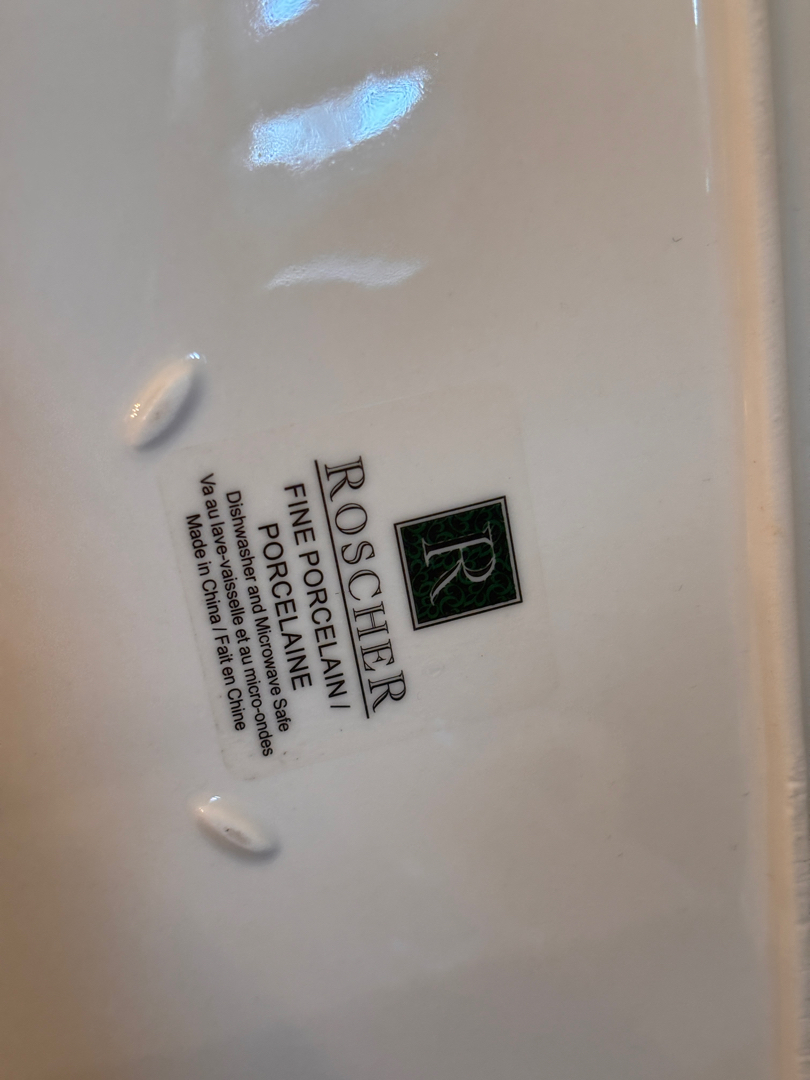 R
ROSCHER
FINE PORCELAIN /
PORCELAINE
Dishwasher and Microwave Safe
Va au lave-vaisselle et au micro-ondes
Made in China / Fait en Chine